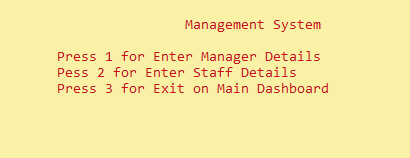 Management System
Press 1 for Enter Manager Details
Pess 2 for Enter Staff Details
Press 3 for Exit on Main Dashboard